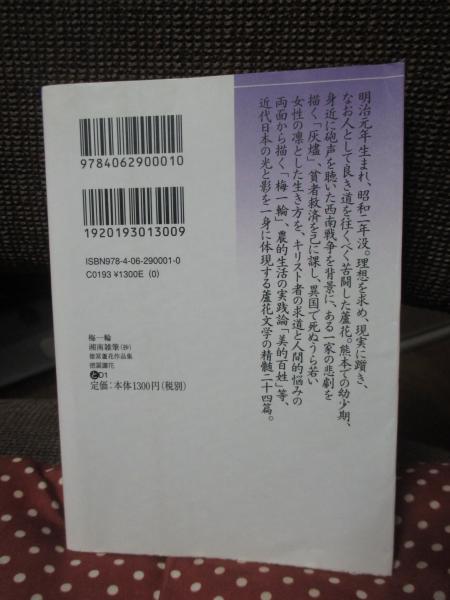 明治元年生まれ、昭和二年没。理想を求め、現実に躓き、
なお人として良き道を往くべく苦闘した蘆花。熊本での幼少期、
身近に砲声を聴いた西南戦争を背景に、ある一家の悲劇を
描く「灰燼」、貧者救済を己に課し、異国で死ぬうら若い
女性の凛とした生き方を、キリスト者の求道と人間的悩みの
両面から描く「梅一輪」、農的生活の実践論「美的百姓」等、
近代日本の光と影を一身に体現する蘆花文学の精髄二十四篇。
9784062900010
1920193013009
ISBN978-4-06-290001-0
C0193 ¥1300E (0)
梅一輪
湘南雑筆(抄)
徳冨蘆花作品集
徳冨蘆花
とD1
定価:本体1300円(税別)